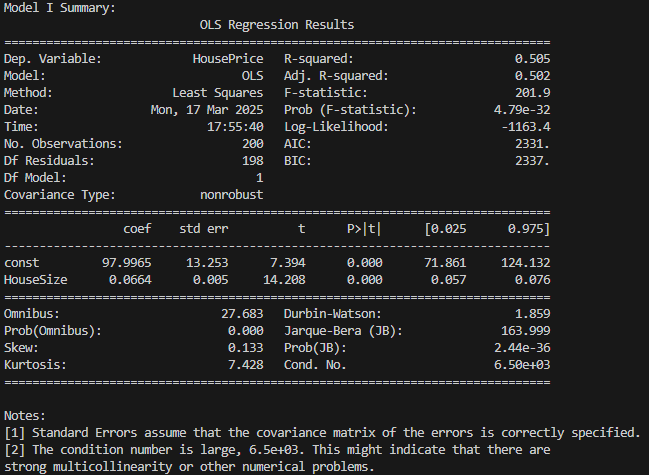 Model I Summary:
OLS Regression Results
==============================================================================
Dep. Variable: HousePrice R-squared: 0.505
Model: OLS Adj. R-squared: 0.502
Method: Least Squares F-statistic: 201.9
Date: Mon, 17 Mar 2025 Prob (F-statistic): 4.79e-32
Time: 17:55:40 Log-Likelihood: -1163.4
No. Observations: 200 AIC: 2331.
Df Residuals: 198 BIC: 2337.
Df Model: 1
Covariance Type: nonrobust
==============================================================================
coef std err t P>|t| [0.025 0.975]
------------------------------------------------------------------------------
const 97.9965 13.253 7.394 0.000 71.861 124.132
HouseSize 0.0664 0.005 14.208 0.000 0.057 0.076
==============================================================================
Omnibus: 27.683 Durbin-Watson: 1.859
Prob(Omnibus): 0.000 Jarque-Bera (JB): 163.999
Skew: 0.133 Prob(JB): 2.44e-36
Kurtosis: 7.428 Cond. No. 6.50e+03
==============================================================================
Notes:
[1] Standard Errors assume that the covariance matrix of the errors is correctly specified.
[2] The condition number is large, 6.5e+03. This might indicate that there are
strong multicollinearity or other numerical problems.